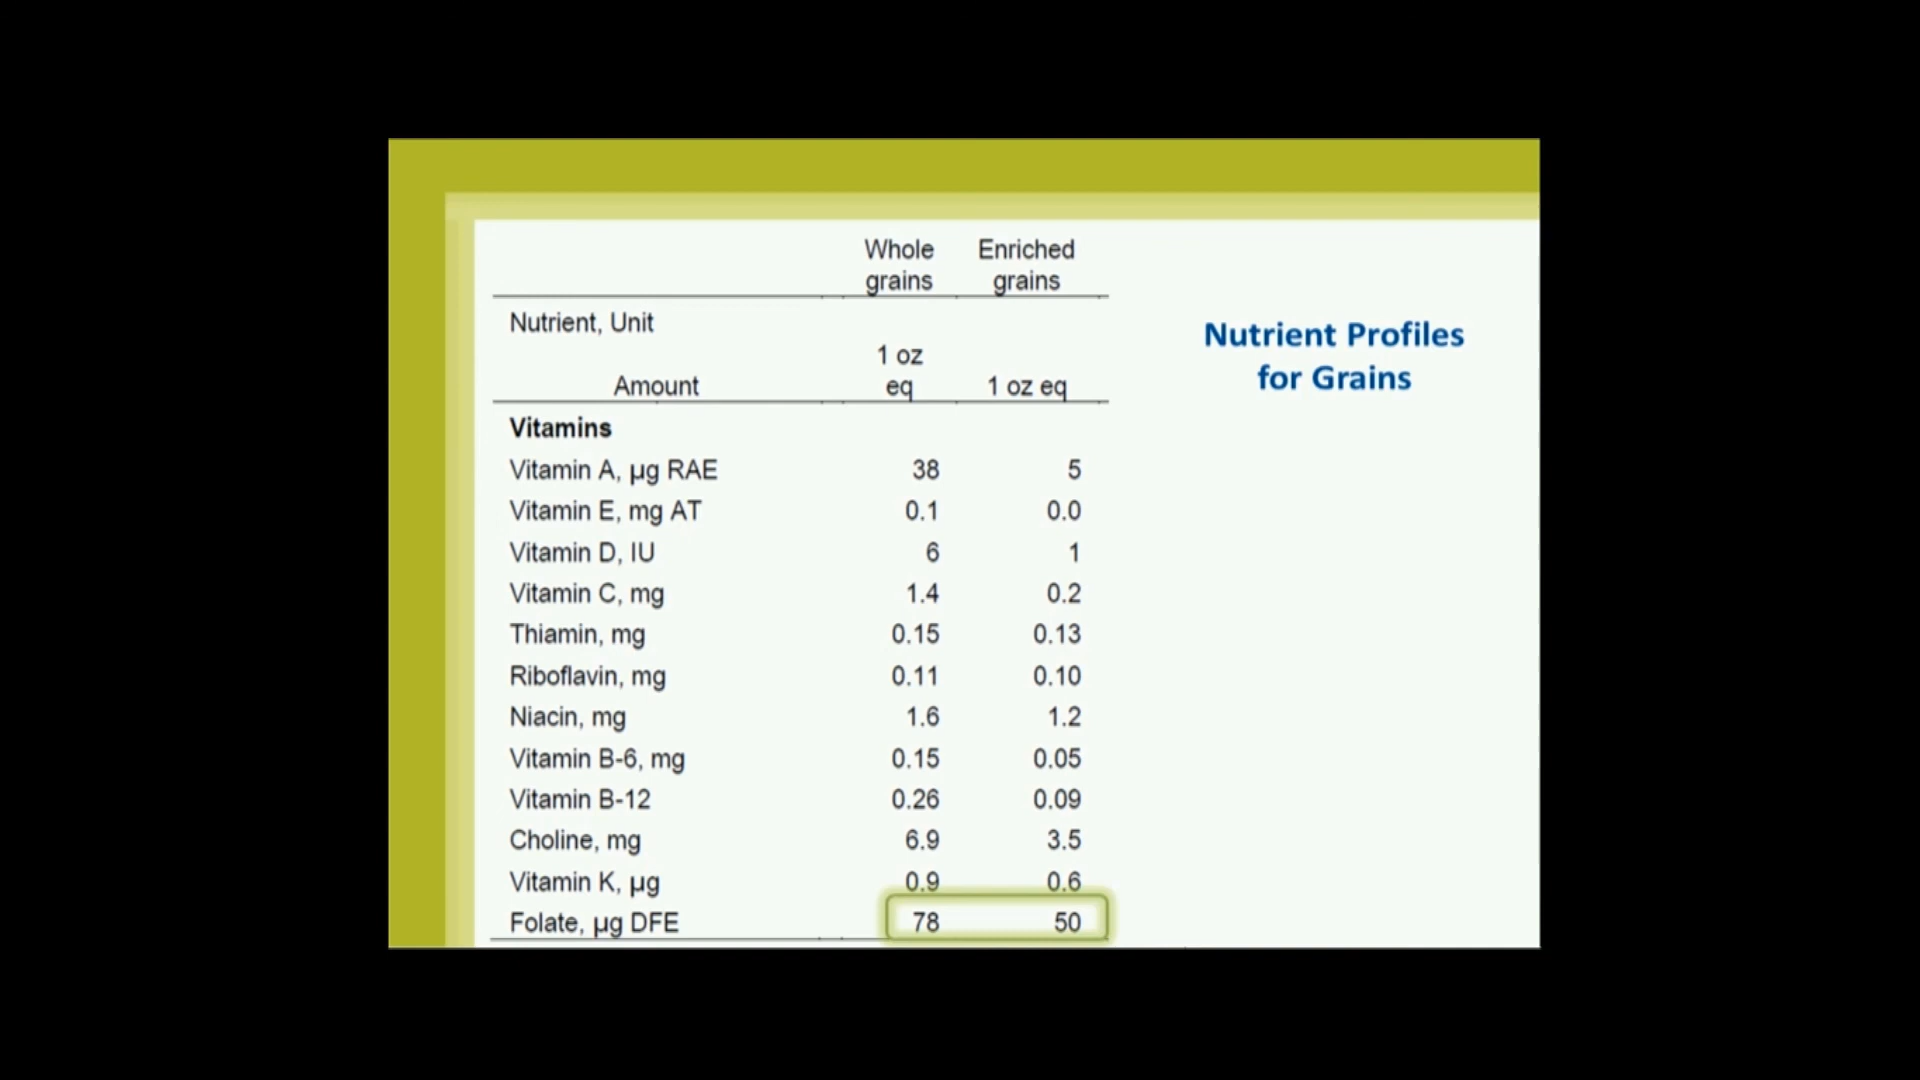 Whole grains Enriched grains
Nutrient, Unit
Amount 1 oz eq 1 oz eq
Vitamins
Vitamin A, µg RAE 38 5
Vitamin E, mg AT 0.1 0.0
Vitamin D, IU 6 1
Vitamin C, mg 1.4 0.2
Thiamin, mg 0.15 0.13
Riboflavin, mg 0.11 0.10
Niacin, mg 1.6 1.2
Vitamin B-6, mg 0.15 0.05
Vitamin B-12 0.26 0.09
Choline, mg 6.9 3.5
Vitamin K, µg 0.9 0.6
Folate, µg DFE 78 50
Nutrient Profiles
for Grains